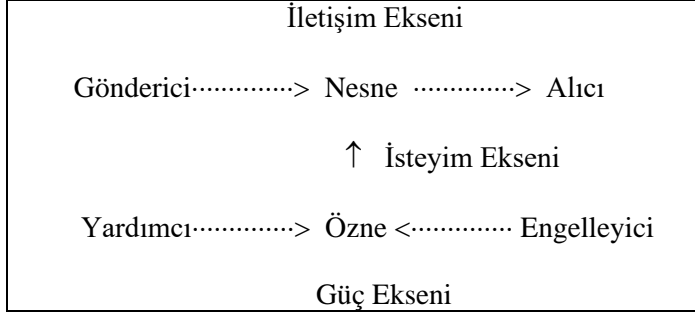 İletişim Ekseni
Gönderici··············> Nesne ··············> Alıcı
↑ İsteyim Ekseni
Yardımcı··············> Özne <·············· Engelleyici
Güç Ekseni